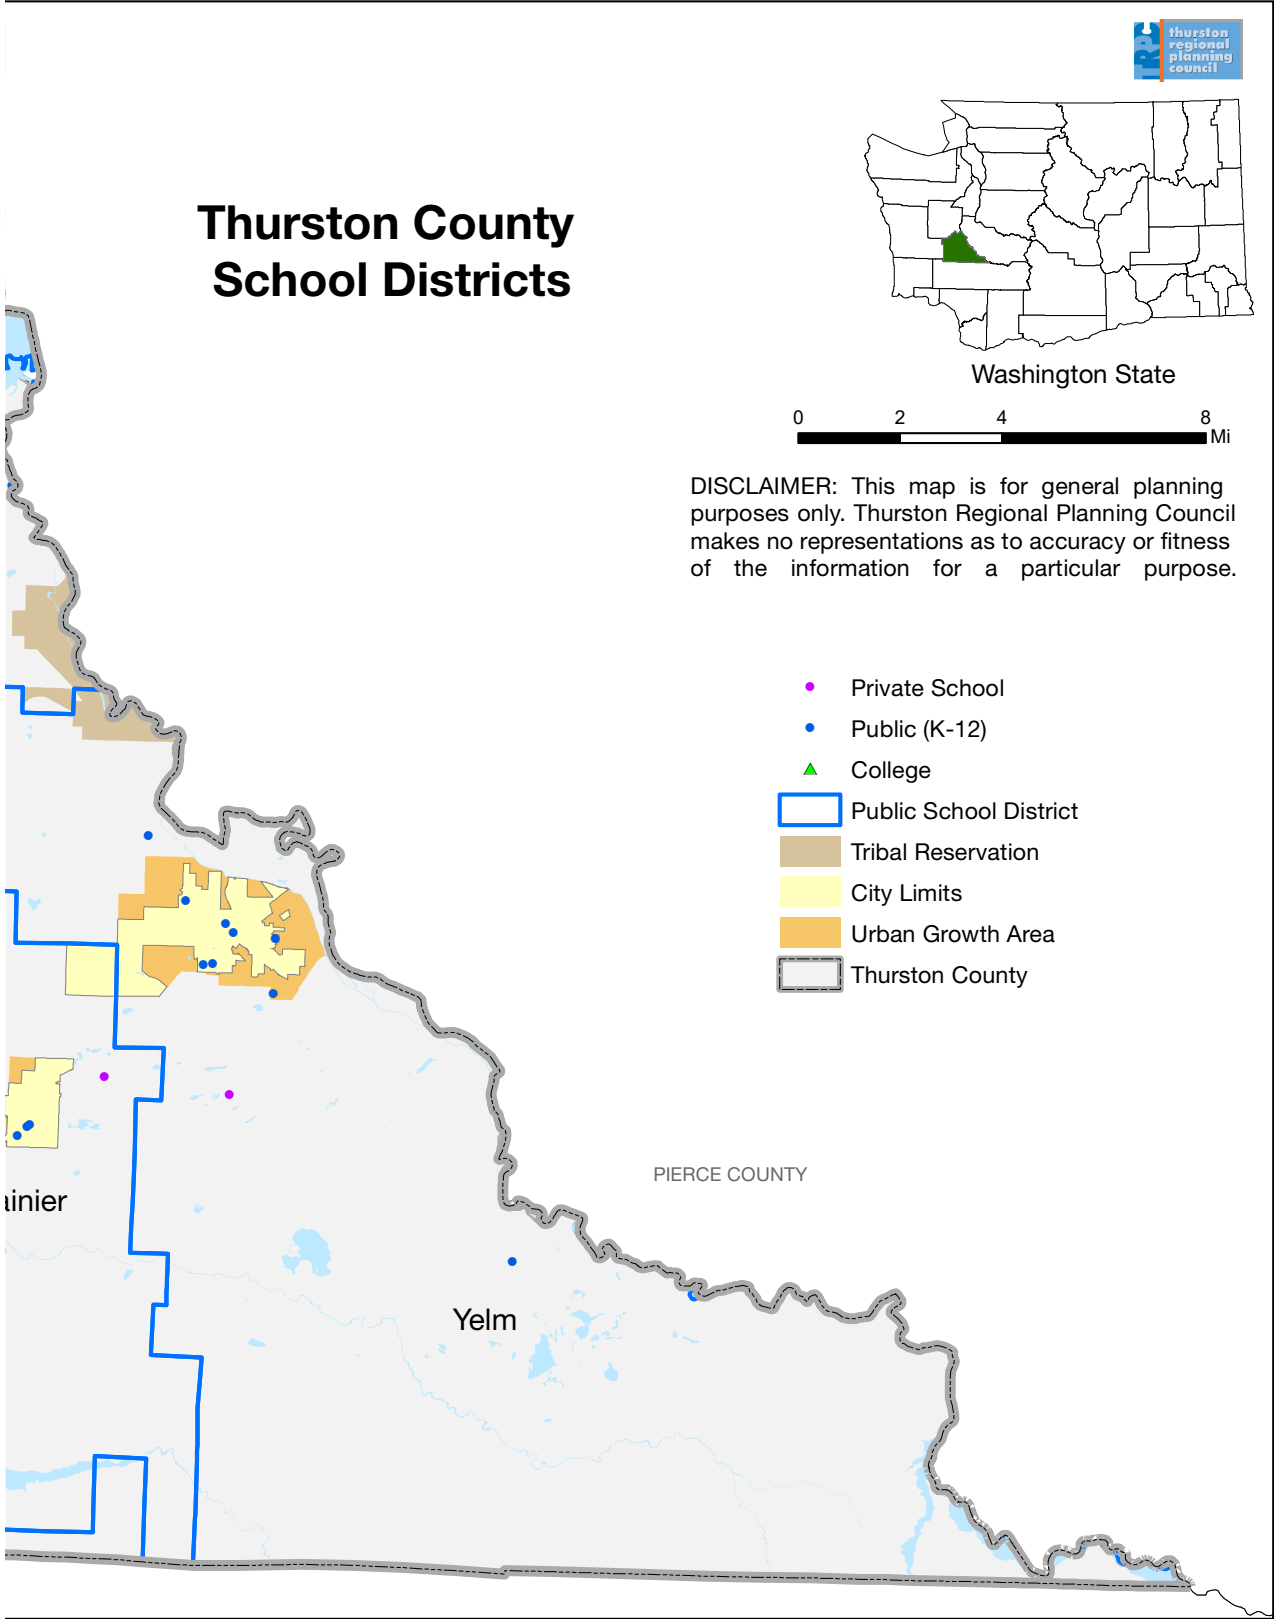 thurston
regional
planning
council
TRPC
Thurston County
School Districts
Washington State
0 2 4 8
Mi
DISCLAIMER: This map is for general planning
purposes only. Thurston Regional Planning Council
makes no representations as to accuracy or fitness
of the information for a particular purpose.
Private School
Public (K-12)
College
Public School District
Tribal Reservation
City Limits
Urban Growth Area
Thurston County
PIERCE COUNTY
ainier
Yelm